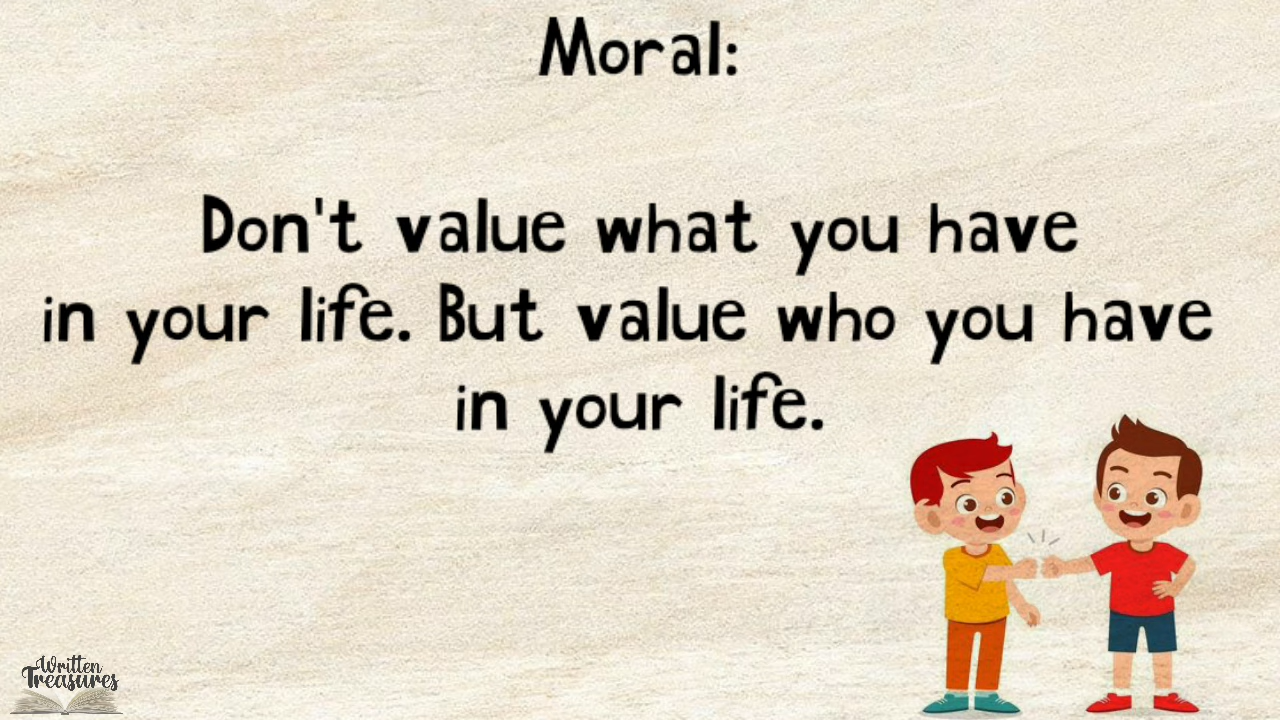 Moral:
Don't value what you have
in your life. But value who you have
in your life.
Written
Treasures